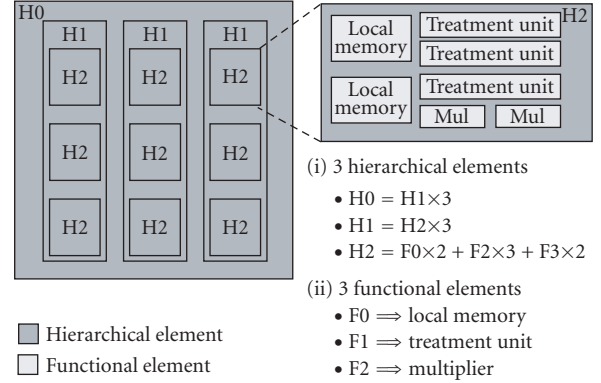 H0
H1 H1 H1
H2 H2 H2
H2 H2 H2
H2 H2 H2
H2
Local memory
Treatment unit
Treatment unit
Local memory
Treatment unit
Mul Mul
(i) 3 hierarchical elements
• H0 = H1×3
• H1 = H2×3
• H2 = F0×2 + F2×3 + F3×2
(ii) 3 functional elements
• F0 ⟹ local memory
• F1 ⟹ treatment unit
• F2 ⟹ multiplier
Hierarchical element
Functional element